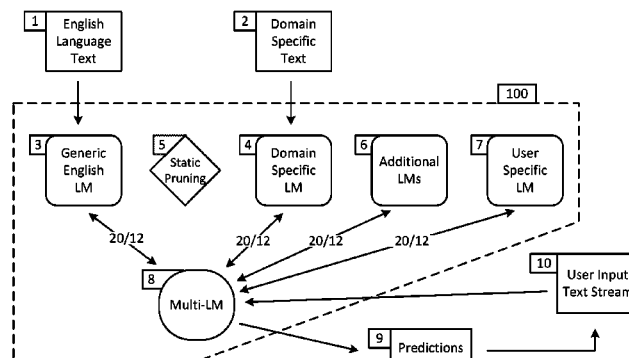 1
English
Language
Text
2
Domain
Specific
Text
100
3
Generic
English
LM
5
Static
Pruning
4
Domain
Specific
LM
6
Additional
LMs
7
User
Specific
LM
20/12
20/12
20/12
20/12
8
Multi-LM
10
User Input
Text Stream
9
Predictions